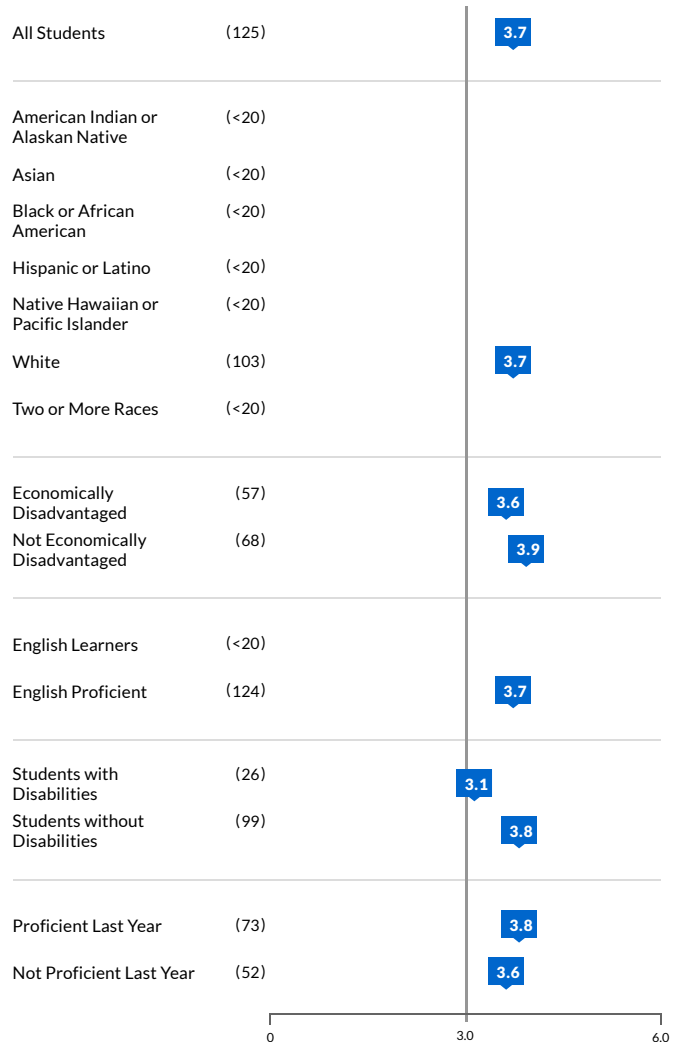 All Students (125) 3.7
American Indian or (<20)
Alaskan Native
Asian (<20)
Black or African (<20)
American
Hispanic or Latino (<20)
Native Hawaiian or (<20)
Pacific Islander
White (103) 3.7
Two or More Races (<20)
Economically (57) 3.6
Disadvantaged
Not Economically (68) 3.9
Disadvantaged
English Learners (<20)
English Proficient (124) 3.7
Students with (26) 3.1
Disabilities
Students without (99) 3.8
Disabilities
Proficient Last Year (73) 3.8
Not Proficient Last Year (52) 3.6
0 3.0 6.0